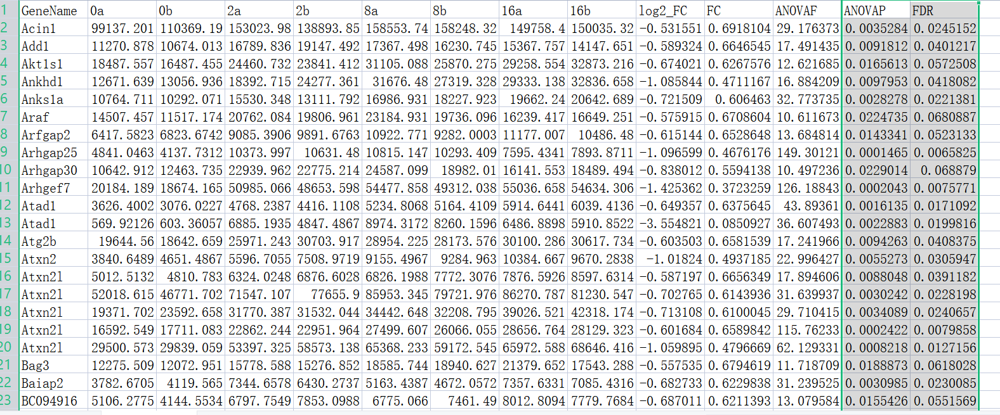 1 GeneName 0a 0b 2a 2b 8a 8b 16a 16b log2_FC FC ANOVAF ANOVAP FDR
2 Acin1 99137.201 110369.19 153023.98 138893.85 158553.74 158248.32 149758.4 150035.32 -0.531551 0.6918104 29.176373 0.0035284 0.0245152
3 Add1 11270.878 10674.013 16789.836 19147.492 17367.498 16230.745 15367.757 14147.651 -0.589324 0.6646545 17.491435 0.0091812 0.0401217
4 Akt1s1 18487.557 16487.455 24460.732 23841.412 31105.088 25870.275 29258.554 32873.216 -0.674021 0.6267576 12.621685 0.0165613 0.0572508
5 Ankhd1 12671.639 13056.936 18392.715 24277.361 31676.48 27319.328 29333.138 32836.658 -1.085844 0.4711167 16.884209 0.0097953 0.0418082
6 Anks1a 10764.711 10292.071 15530.348 13111.792 16986.931 18227.923 19662.24 20642.689 -0.721509 0.606463 32.773735 0.0028278 0.0221381
7 Araf 14507.457 11517.174 20762.084 19806.961 23184.931 19736.096 16239.417 16649.251 -0.575915 0.6708604 10.611673 0.0224735 0.0680887
8 Arfgap2 6417.5823 6823.6742 9085.3906 9891.6763 10922.771 9282.0003 11177.007 10486.48 -0.615144 0.6528648 13.684814 0.0143341 0.0523133
9 Arhgap25 4841.0463 4137.7312 10373.997 10631.48 10815.147 10293.409 7595.4341 7893.8711 -1.096599 0.4676176 149.30121 0.0001465 0.0065825
10 Arhgap30 10642.912 12463.735 22939.962 22775.214 24587.099 18982.01 16141.553 18489.494 -0.838012 0.5594138 10.497236 0.0229014 0.068879
11 Arhgef7 20184.189 18674.165 50985.066 48653.598 54477.858 49312.038 55036.658 54634.306 -1.425362 0.3723259 126.18843 0.0002043 0.0075771
12 Atad1 3626.4002 3076.0227 4768.2387 4416.1108 5234.8068 5164.4109 5914.6441 6039.4136 -0.649357 0.6375645 43.89361 0.0016135 0.0171092
13 Atad1 569.92126 603.36057 6885.1935 4847.4867 8974.3172 8260.1596 6486.8898 5910.8522 -3.554821 0.0850927 36.607493 0.0022883 0.0199816
14 Atg2b 19644.56 18642.659 25971.243 30703.917 28954.225 28173.576 30100.286 30617.734 -0.603503 0.6581539 17.241966 0.0094263 0.0408375
15 Atxn2 3840.6489 4651.4867 5596.7055 7508.9719 9155.4967 9284.963 10384.667 9670.2838 -1.01824 0.4937185 22.996427 0.0055273 0.0305947
16 Atxn2l 5012.5132 4810.783 6324.0248 6876.6028 6826.1988 7772.3076 7876.5926 8597.6314 -0.587197 0.6656349 17.894606 0.0088048 0.0391182
17 Atxn2l 52018.615 46771.702 71547.107 77655.9 85953.345 79721.976 86270.787 81230.547 -0.702765 0.6143936 31.639937 0.0030242 0.0228198
18 Atxn2l 19371.702 23592.658 31770.387 31532.044 34442.648 32208.795 39026.521 42318.174 -0.713108 0.6100045 29.710415 0.0034089 0.0240657
19 Atxn2l 16592.549 17711.083 22862.244 22951.964 27499.607 26066.055 28656.764 28129.323 -0.601684 0.6589842 115.76233 0.0002422 0.0079858
20 Atxn2l 29500.573 29839.059 53397.325 58573.138 65368.233 59172.545 65972.588 68646.416 -1.059895 0.4796669 62.129331 0.0008218 0.0127156
21 Bag3 12275.509 12072.951 15778.588 15276.852 18585.744 18940.627 21379.652 17543.288 -0.557535 0.6794619 11.718709 0.0188873 0.0618028
22 Baiap2 3782.6705 4119.565 7344.6578 6430.2737 5163.4387 4672.0572 7357.6331 7085.4316 -0.682733 0.6229838 31.239525 0.0030985 0.0230085
23 BC094916 5106.2775 4144.5534 6797.7549 7853.0988 6775.066 7461.49 8012.8094 7779.7684 -0.687011 0.6211393 13.079584 0.0155426 0.0551569